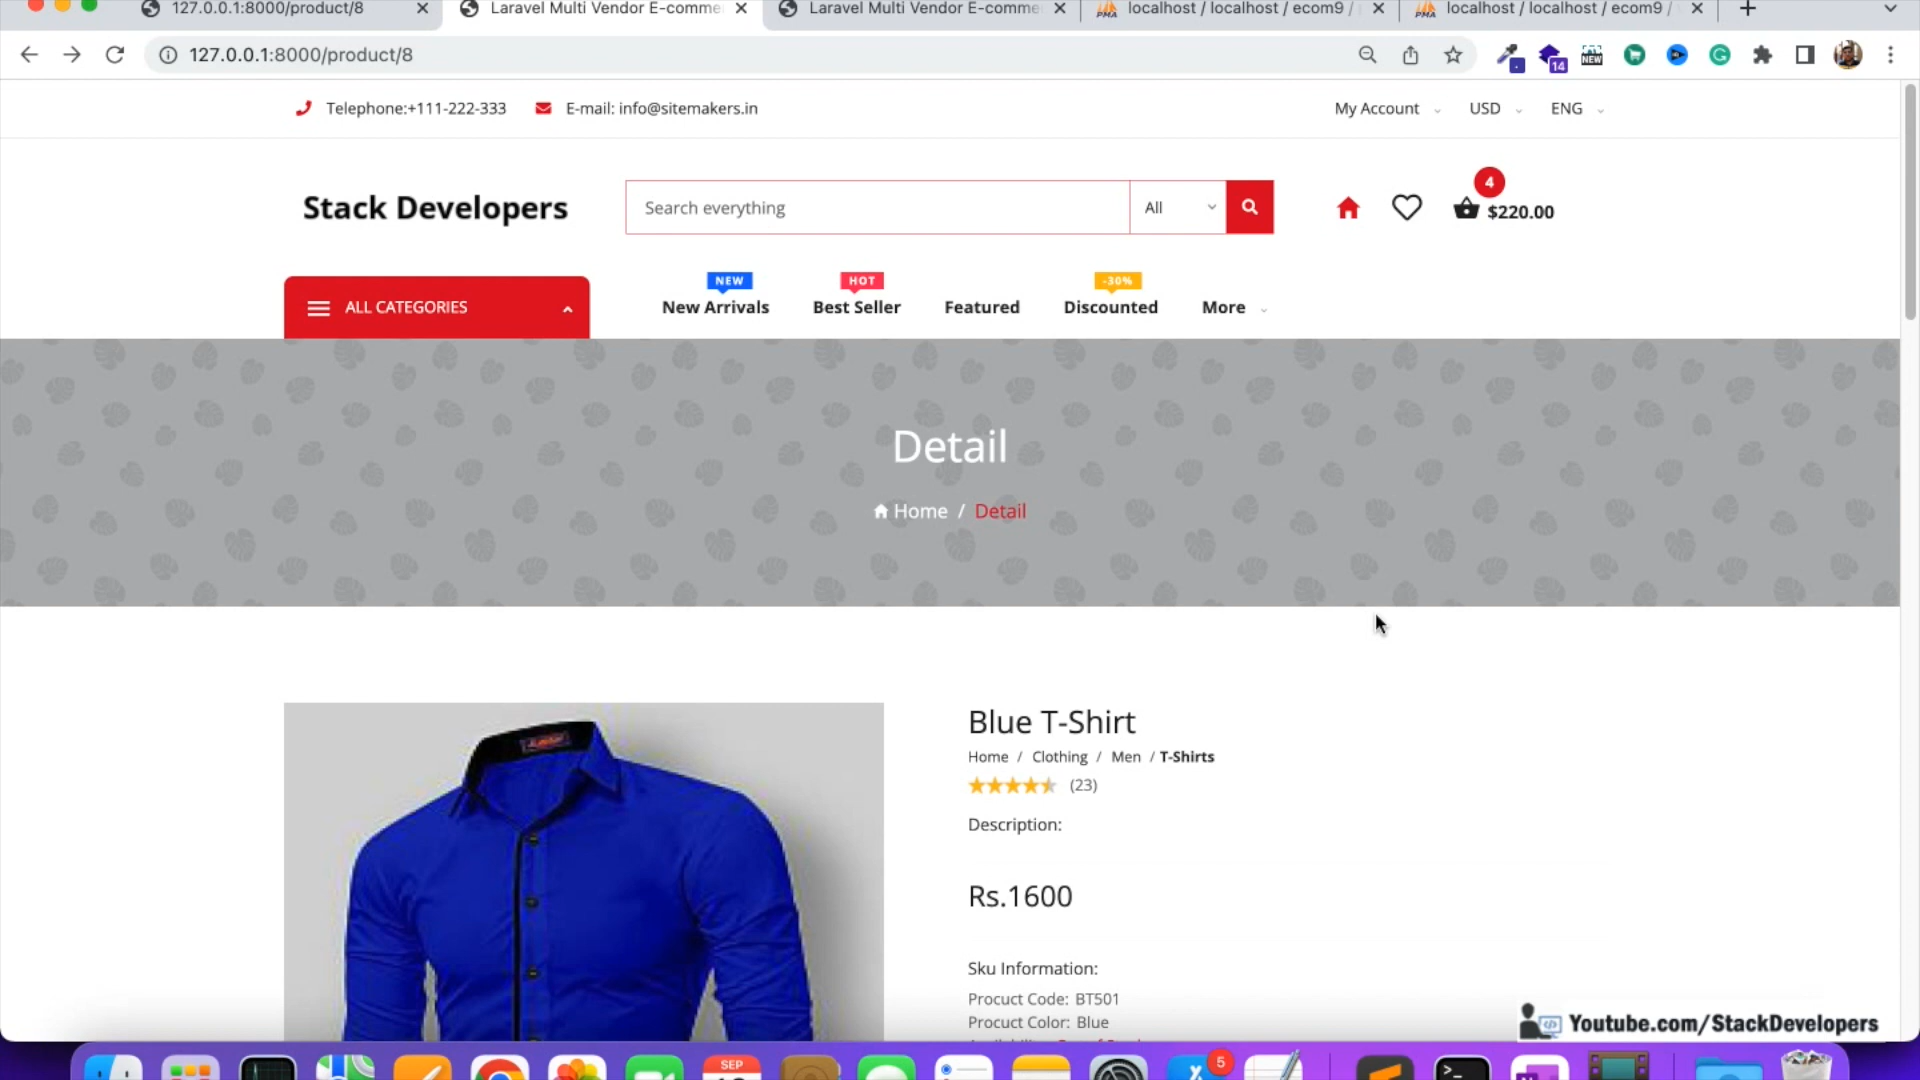 127.0.0.1:8000/product/8
Laravel Multi Vendor E-comme
Laravel Multi Vendor E-comme
localhost / localhost / ecom9 /
localhost / localhost / ecom9 /
127.0.0.1:8000/product/8
NEW
14
Telephone:+111-222-333
E-mail: info@sitemakers.in
My Account
USD
ENG
Stack Developers
Search everything
All
4
$220.00
ALL CATEGORIES
NEW
HOT
-30%
New Arrivals
Best Seller
Featured
Discounted
More
Detail
Home / Detail
Blue T-Shirt
Home / Clothing / Men / T-Shirts
(23)
Description:
Rs.1600
Sku Information:
Procuct Code: BT501
Procuct Color: Blue
Youtube.com/StackDevelopers
SEP
5